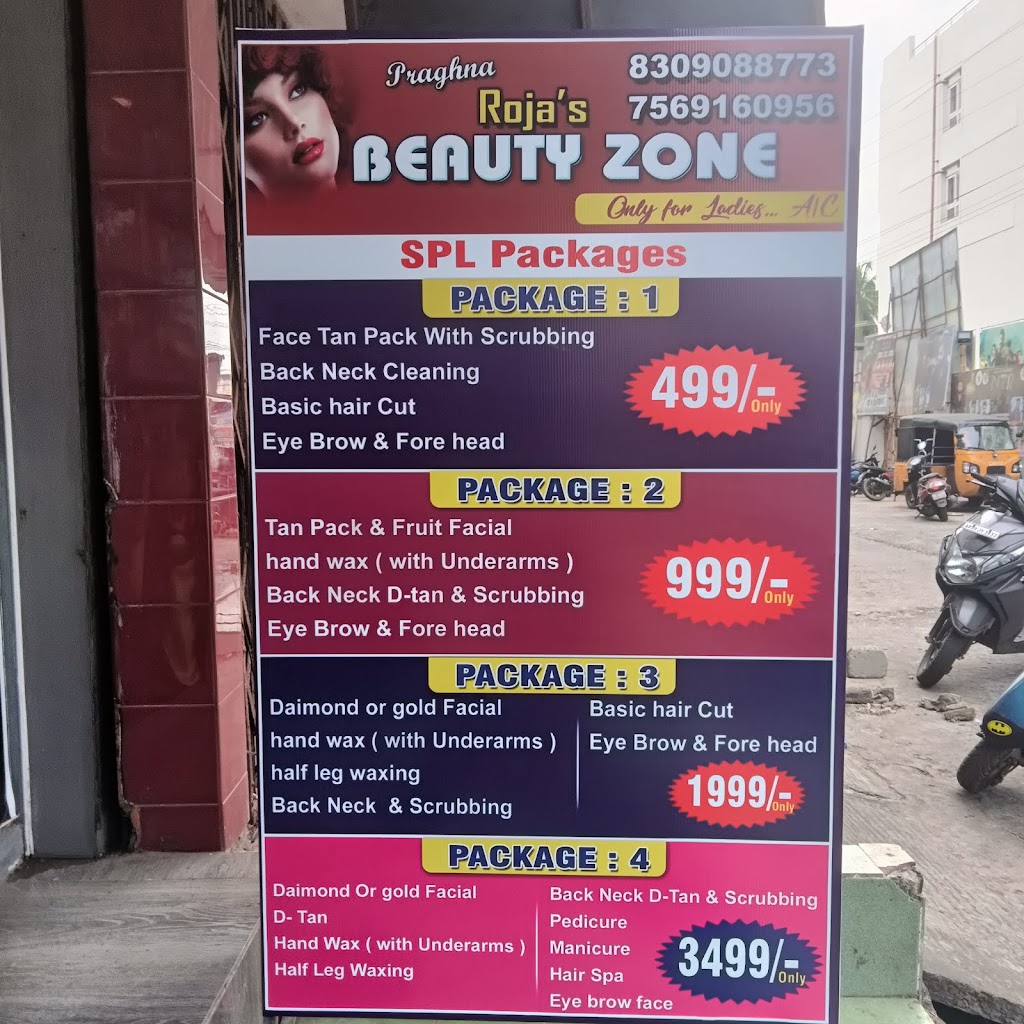 Praghna
8309088773
Roja's
7569160956
BEAUTY ZONE
Only for Ladies... A/C
SPL Packages
PACKAGE : 1
Face Tan Pack With Scrubbing
Back Neck Cleaning
Basic hair Cut
Eye Brow & Fore head
499/-
Only
PACKAGE : 2
Tan Pack & Fruit Facial
hand wax ( with Underarms )
Back Neck D-tan & Scrubbing
Eye Brow & Fore head
999/-
Only
PACKAGE : 3
Daimond or gold Facial
hand wax ( with Underarms )
half leg waxing
Back Neck & Scrubbing
Basic hair Cut
Eye Brow & Fore head
1999/-
Only
PACKAGE : 4
Daimond Or gold Facial
D- Tan
Hand Wax ( with Underarms )
Half Leg Waxing
Back Neck D-Tan & Scrubbing
Pedicure
Manicure
Hair Spa
Eye brow face
3499/-
Only